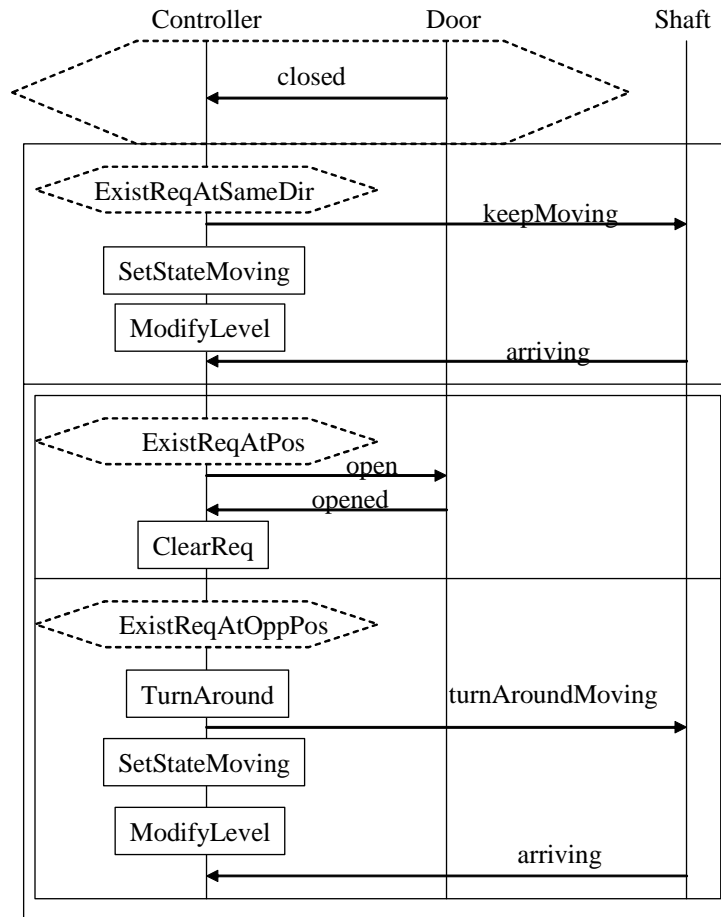 Controller Door Shaft
closed
ExistReqAtSameDir
keepMoving
SetStateMoving
ModifyLevel
arriving
ExistReqAtPos
open
opened
ClearReq
ExistReqAtOppPos
TurnAround
turnAroundMoving
SetStateMoving
ModifyLevel
arriving